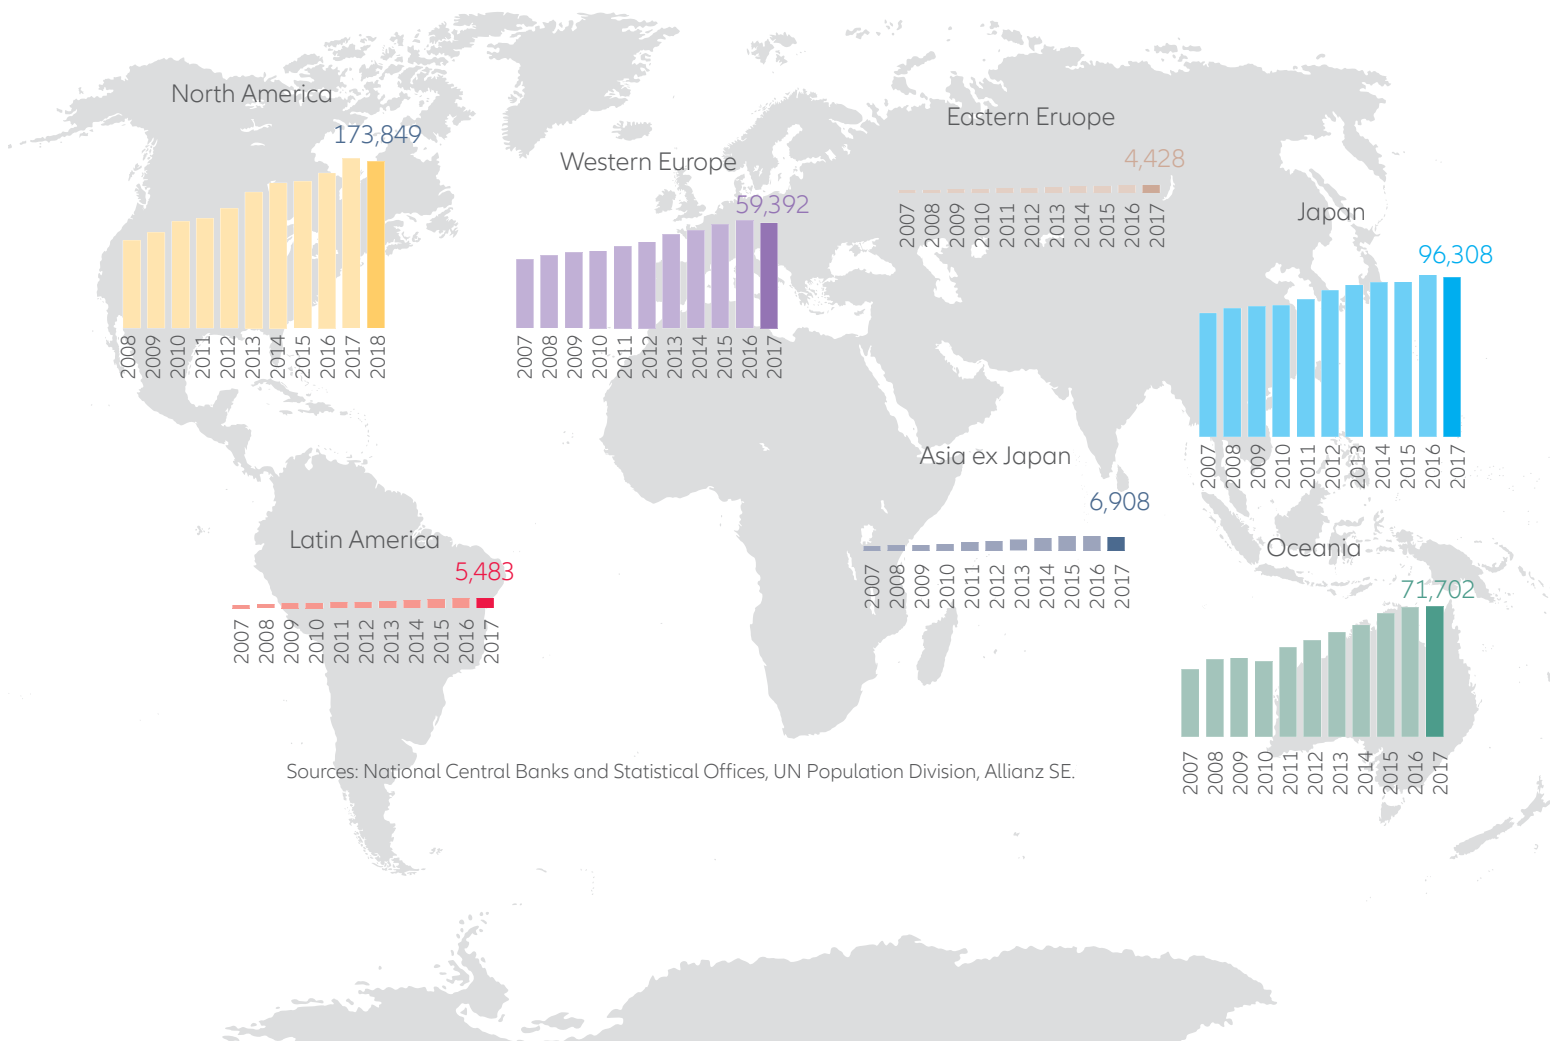 North America
173,849
2008 2009 2010 2011 2012 2013 2014 2015 2016 2017 2018
Western Europe
59,392
2007 2008 2009 2010 2011 2012 2013 2014 2015 2016 2017
Eastern Eruope
4,428
2007 2008 2009 2010 2011 2012 2013 2014 2015 2016 2017
Japan
96,308
2007 2008 2009 2010 2011 2012 2013 2014 2015 2016 2017
Asia ex Japan
6,908
2007 2008 2009 2010 2011 2012 2013 2014 2015 2016 2017
Latin America
5,483
2007 2008 2009 2010 2011 2012 2013 2014 2015 2016 2017
Oceania
71,702
2007 2008 2009 2010 2011 2012 2013 2014 2015 2016 2017
Sources: National Central Banks and Statistical Offices, UN Population Division, Allianz SE.